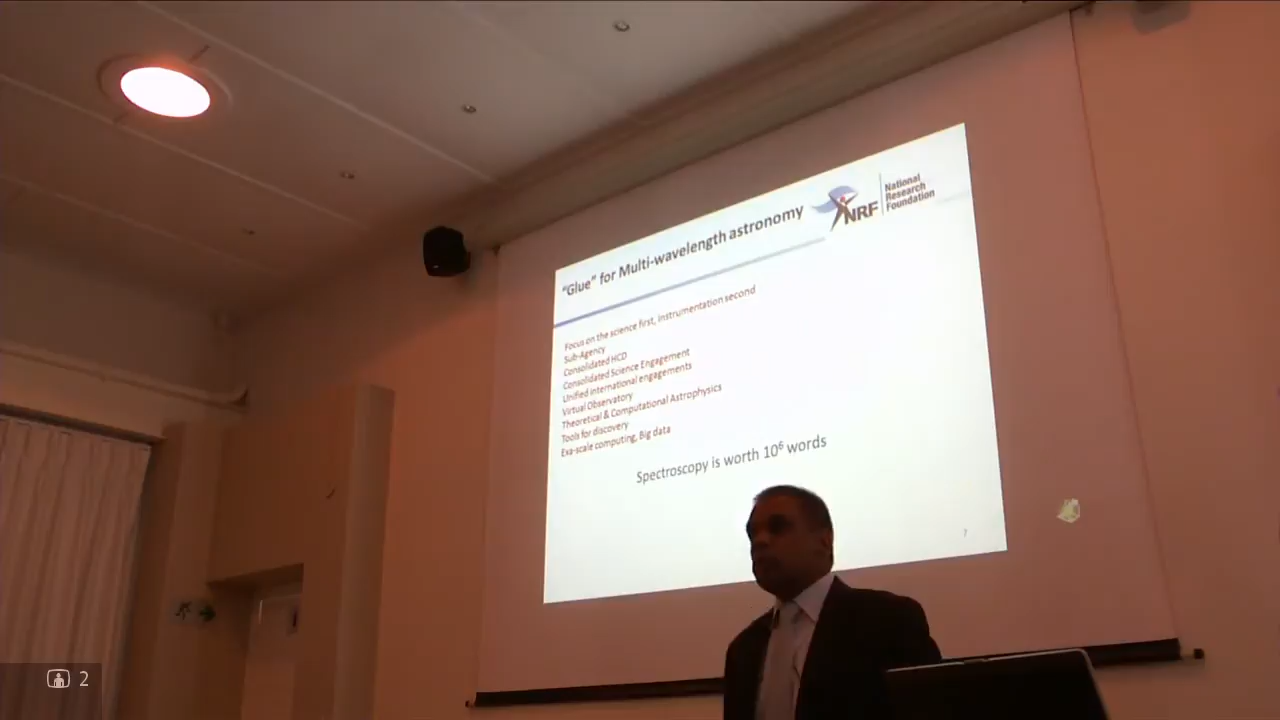 "Glue" for Multi-wavelength astronomy
NRF
National
Research
Foundation
Focus on the science first, Instrumentation second
Sub-Agency
Consolidated HCD
Consolidated Science Engagement
Unified international engagements
Virtual Observatory
Theoretical & Computational Astrophysics
Tools for discovery
Exa-scale computing, Big data
Spectroscopy is worth 10⁶ words
7
2